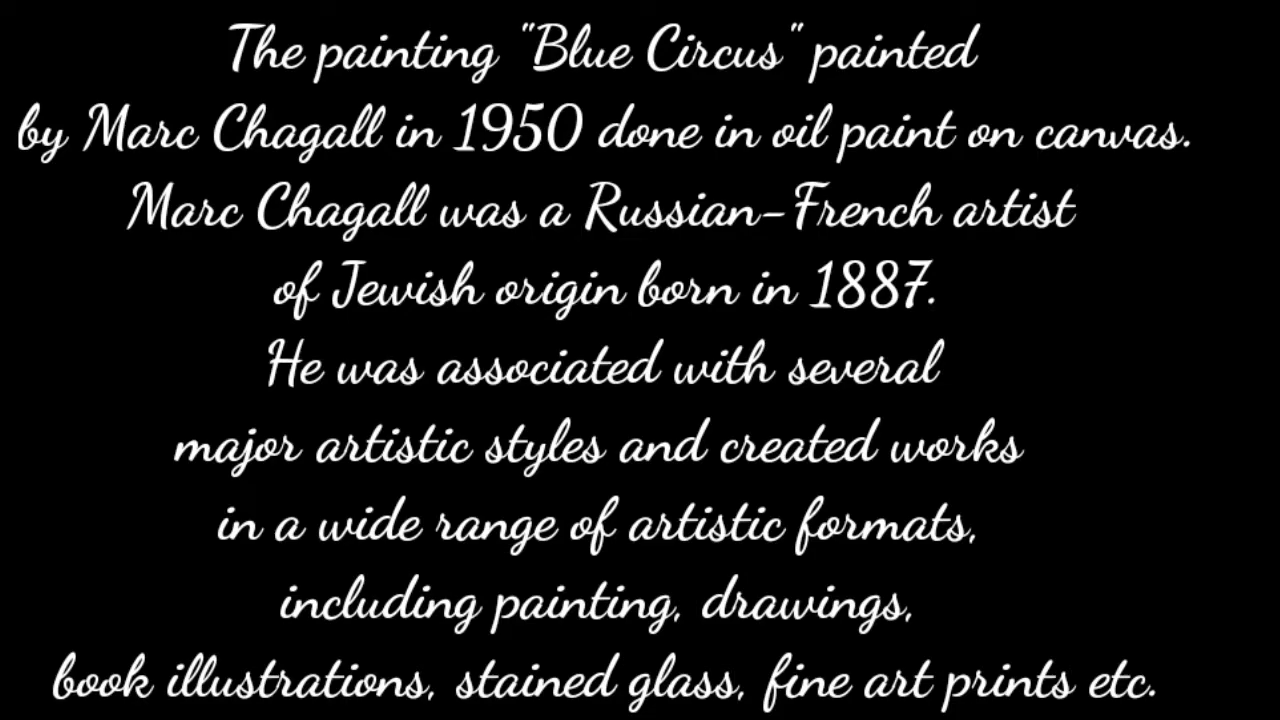 The painting "Blue Circus" painted
by Marc Chagall in 1950 done in oil paint on canvas.
Marc Chagall was a Russian-French artist
of Jewish origin born in 1887.
He was associated with several
major artistic styles and created works
in a wide range of artistic formats,
including painting, drawings,
book illustrations, stained glass, fine art prints etc.